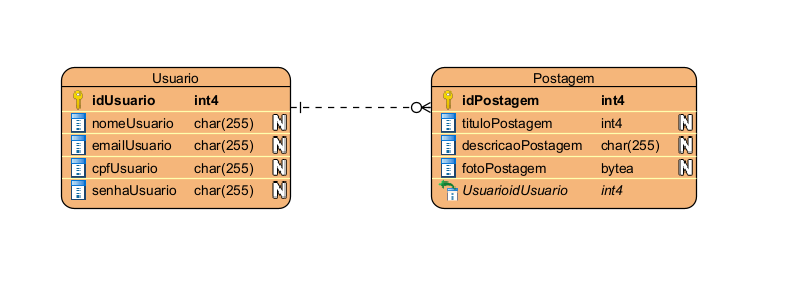 Usuario
idUsuario int4
nomeUsuario char(255) N
emailUsuario char(255) N
cpfUsuario char(255) N
senhaUsuario char(255) N
Postagem
idPostagem int4
tituloPostagem int4 N
descricaoPostagem char(255) N
fotoPostagem bytea N
UsuarioidUsuario int4